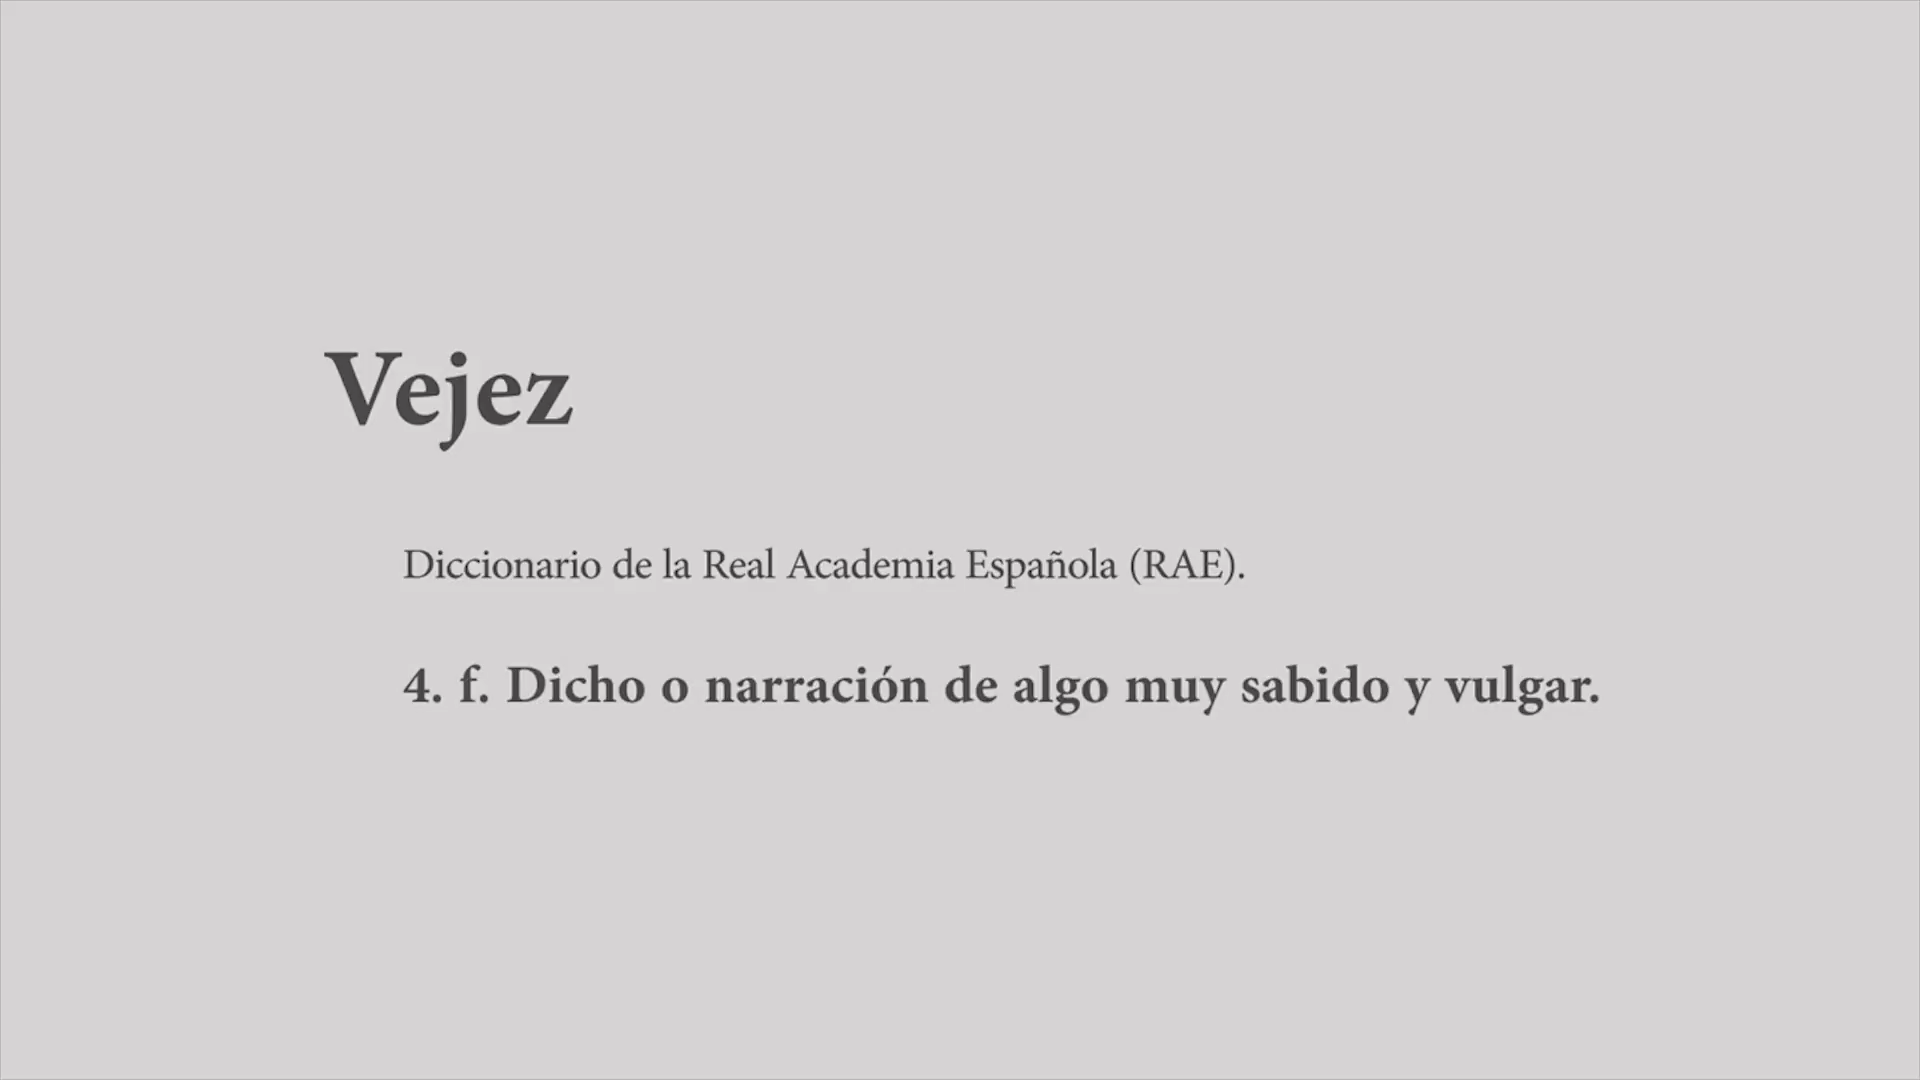 Vejez
Diccionario de la Real Academia Española (RAE).
4. f. Dicho o narración de algo muy sabido y vulgar.